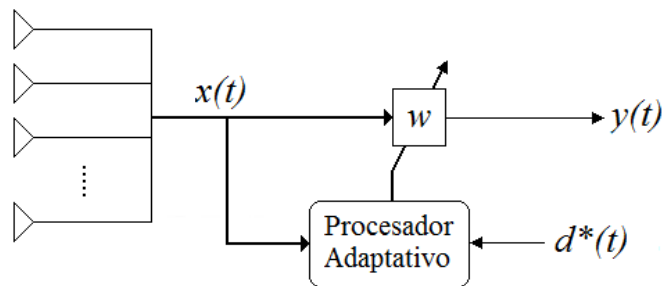 x(t)
w
y(t)
Procesador
Adaptativo
d*(t)